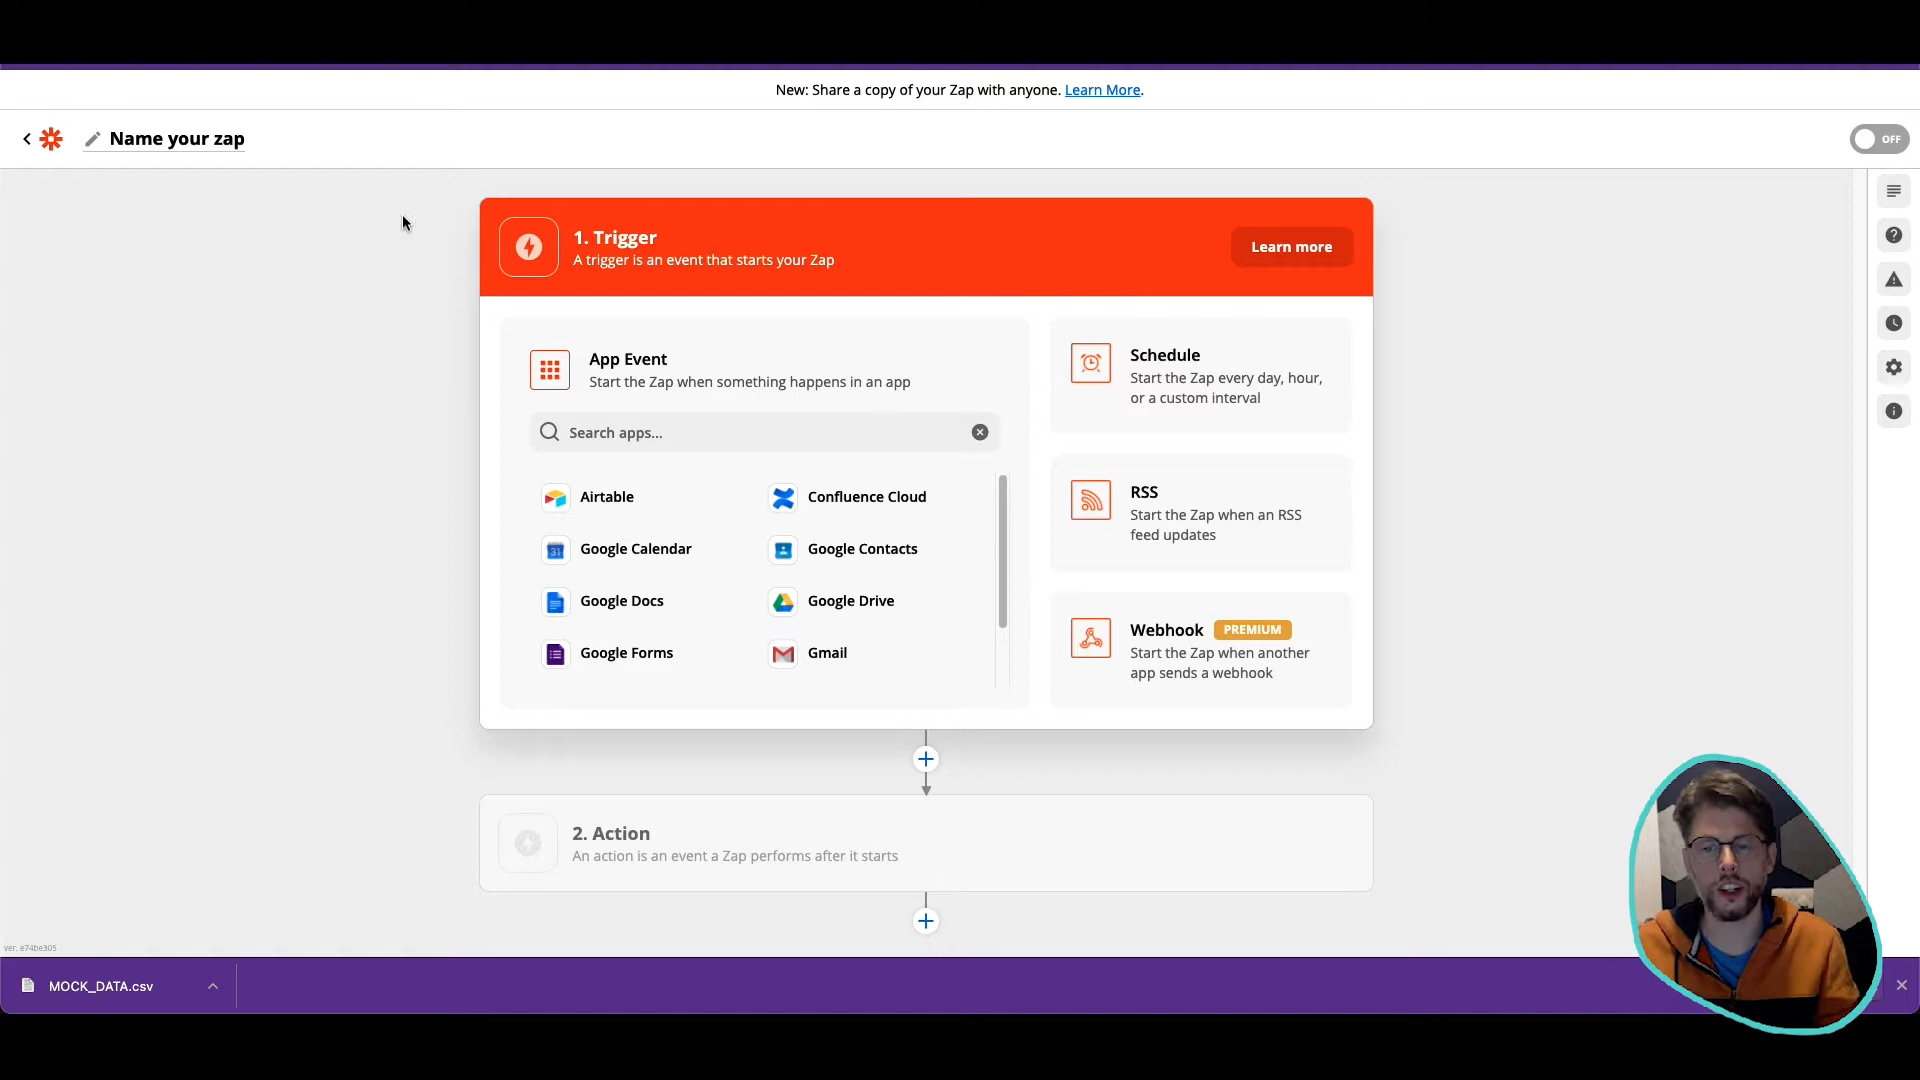 New: Share a copy of your Zap with anyone. Learn More.
Name your zap
OFF
1. Trigger
A trigger is an event that starts your Zap
Learn more
App Event
Start the Zap when something happens in an app
Search apps...
Airtable
Confluence Cloud
Google Calendar
31
Google Contacts
Google Docs
Google Drive
Google Forms
Gmail
Schedule
Start the Zap every day, hour,
or a custom interval
RSS
Start the Zap when an RSS
feed updates
Webhook PREMIUM
Start the Zap when another
app sends a webhook
2. Action
An action is an event a Zap performs after it starts
ver. e74be305
MOCK_DATA.csv